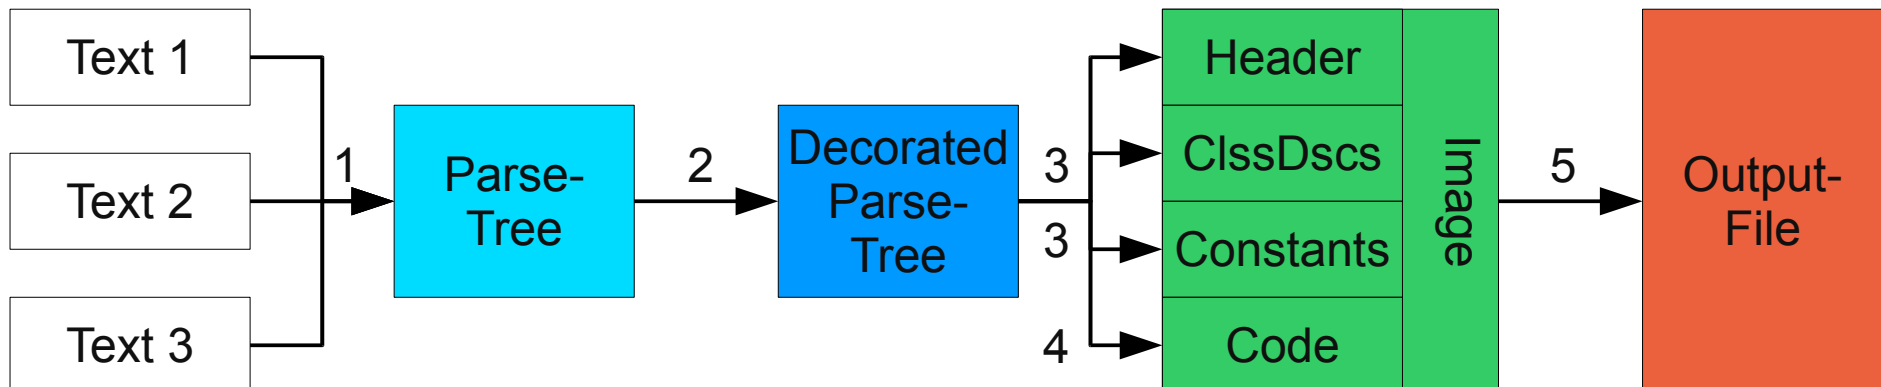 Text 1
Text 2
Text 3
1
Parse-
Tree
2
Decorated
Parse-
Tree
3
3
4
Header
ClssDscs
Constants
Code
Image
5
Output-
File